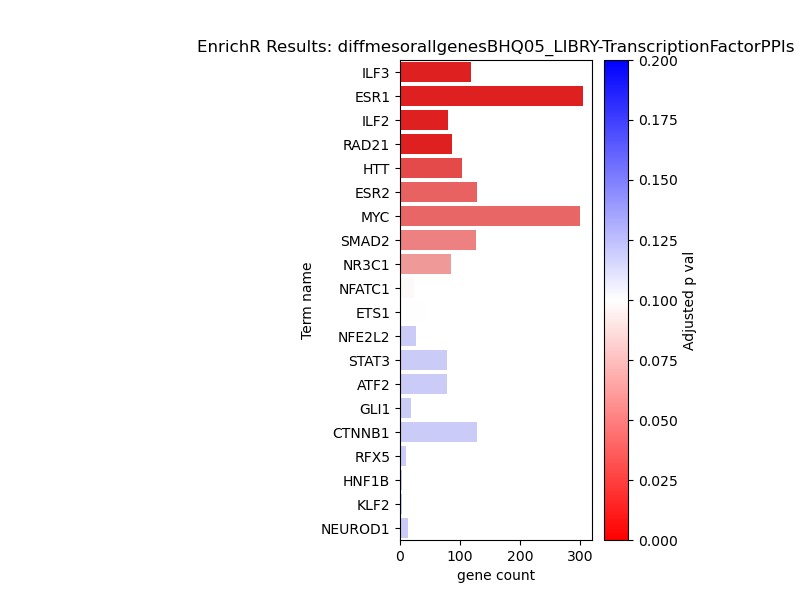 EnrichR Results: diffmesorallgenesBHQ05_LIBRY-TranscriptionFactorPPIs
Term name
ILF3
ESR1
ILF2
RAD21
HTT
ESR2
MYC
SMAD2
NR3C1
NFATC1
ETS1
NFE2L2
STAT3
ATF2
GLI1
CTNNB1
RFX5
HNF1B
KLF2
NEUROD1
0 100 200 300
gene count
0.200
0.175
0.150
0.125
0.100
0.075
0.050
0.025
0.000
Adjusted p val